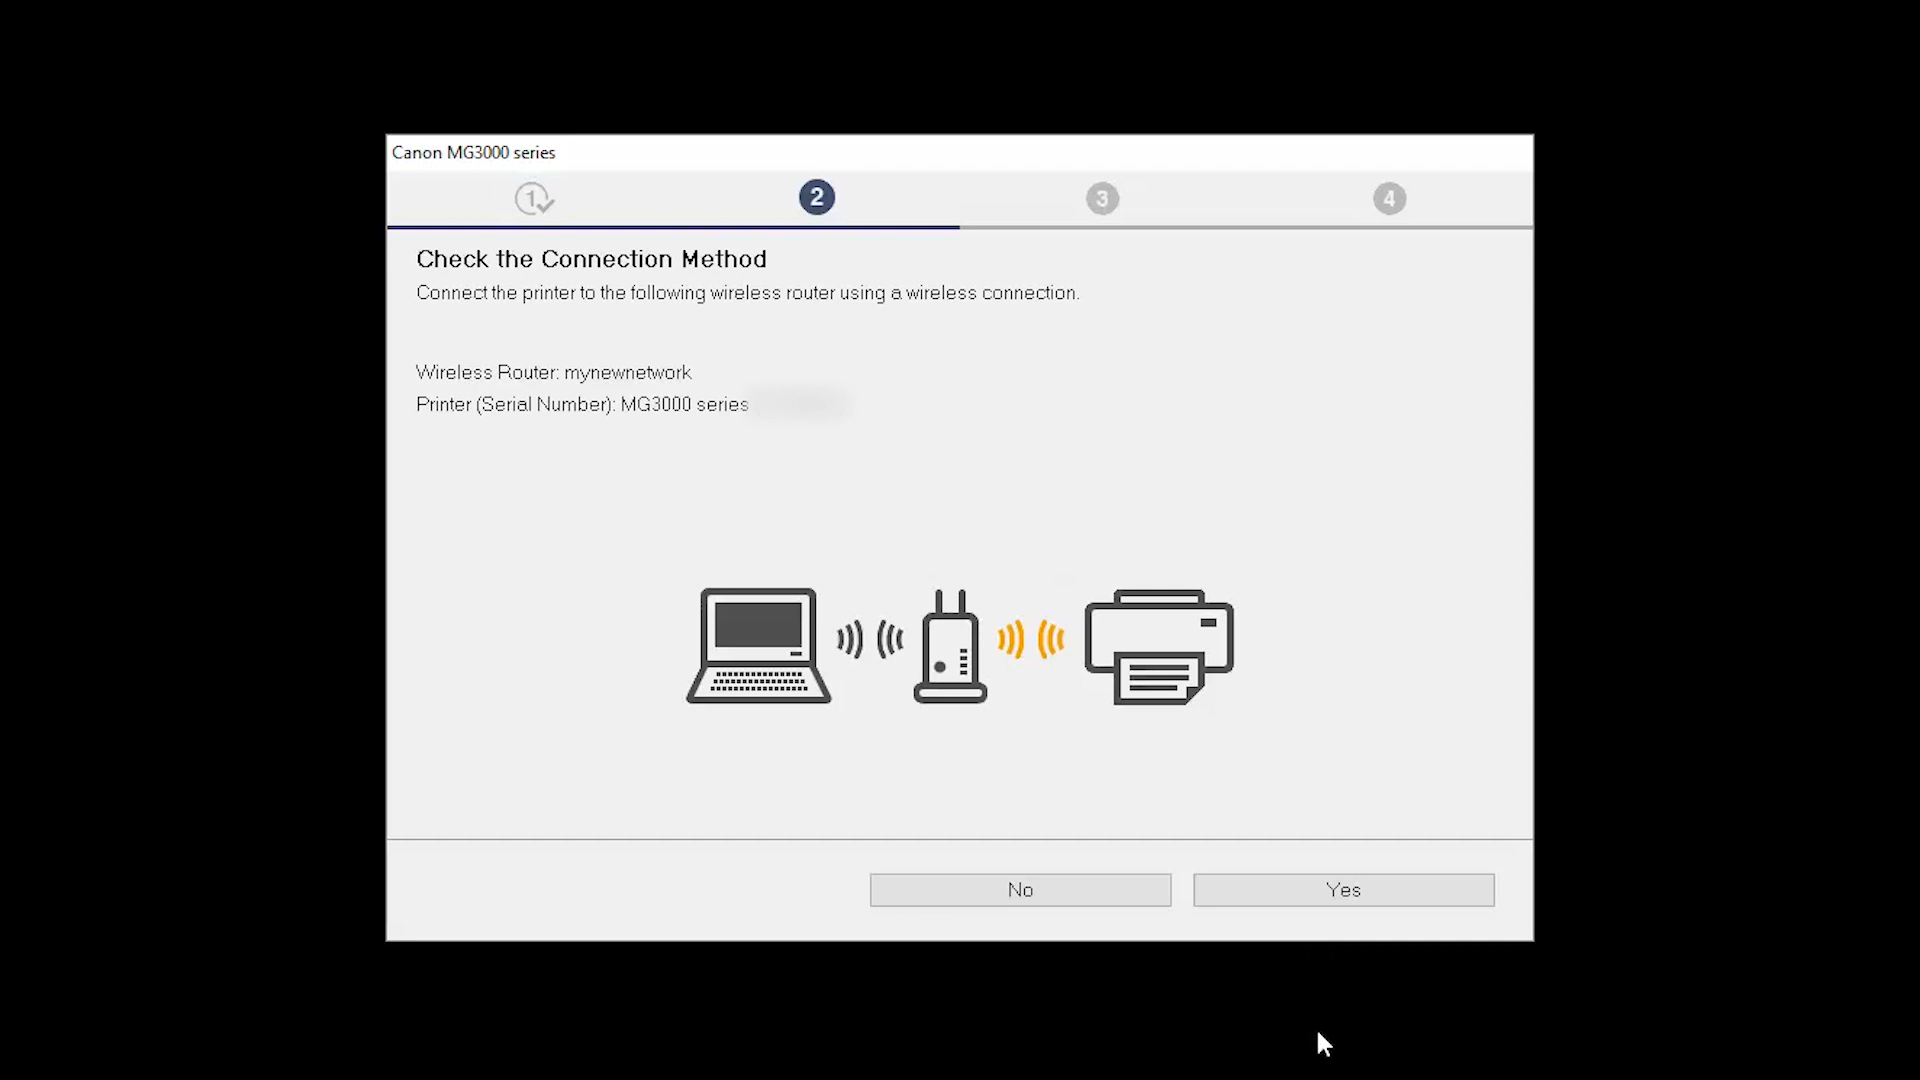 Canon MG3000 series
1 2 3 4
Check the Connection Method
Connect the printer to the following wireless router using a wireless connection.
Wireless Router: mynewnetwork
Printer (Serial Number): MG3000 series
No Yes